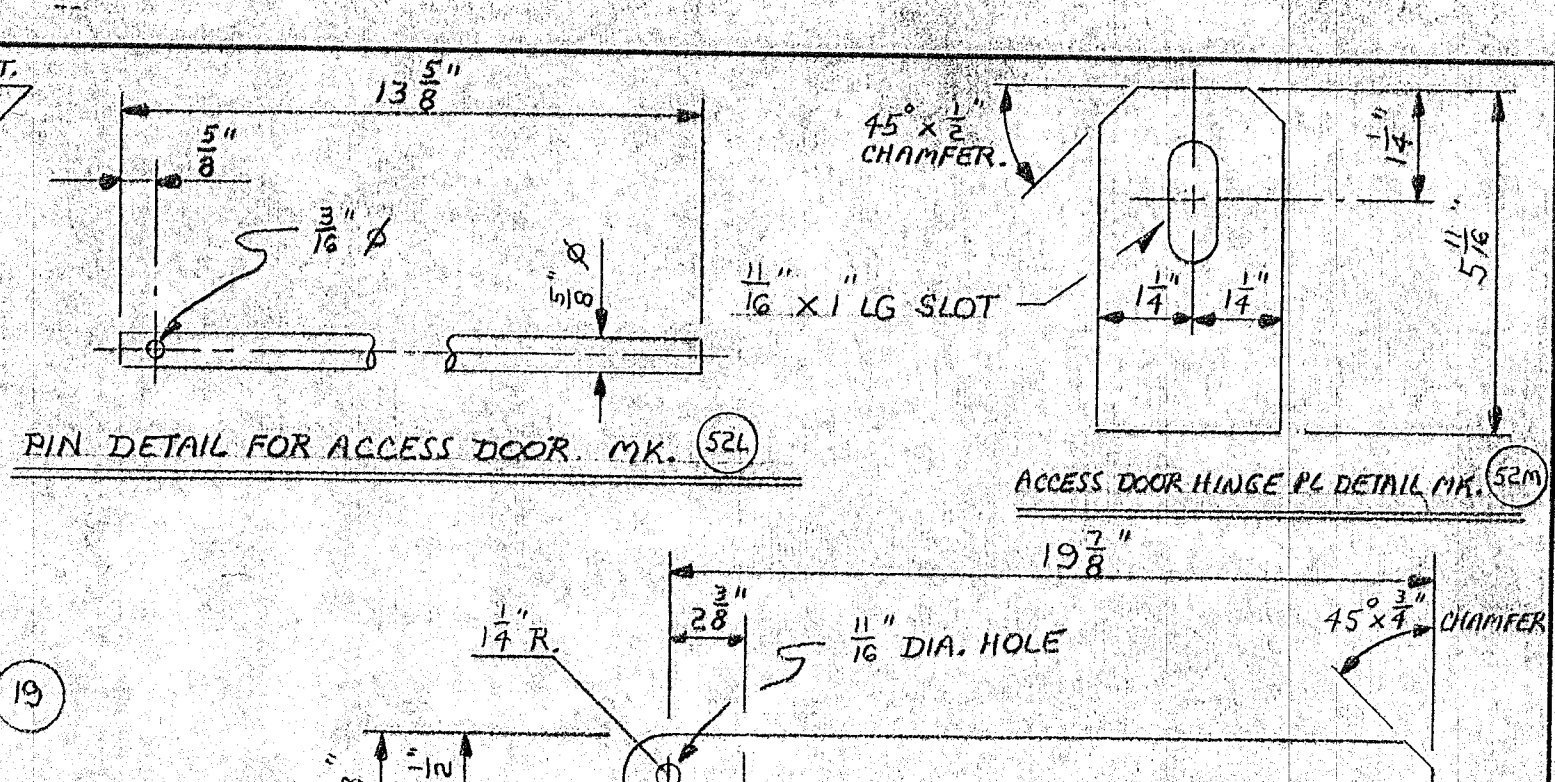 T.
13 5/8"
5/8"
3/16" Ø
5/8" Ø
PIN DETAIL FOR ACCESS DOOR. MK. 52L
45° x 1/2"
CHAMFER.
11/16" X 1" LG SLOT
1 1/4" 1 1/4"
1 1/4"
5 11/16"
ACCESS DOOR HINGE PL DETAIL MK. 52M
19 7/8"
2 3/8"
1 1/4" R.
11/16" DIA. HOLE
45° x 3/4" CHAMFER
19